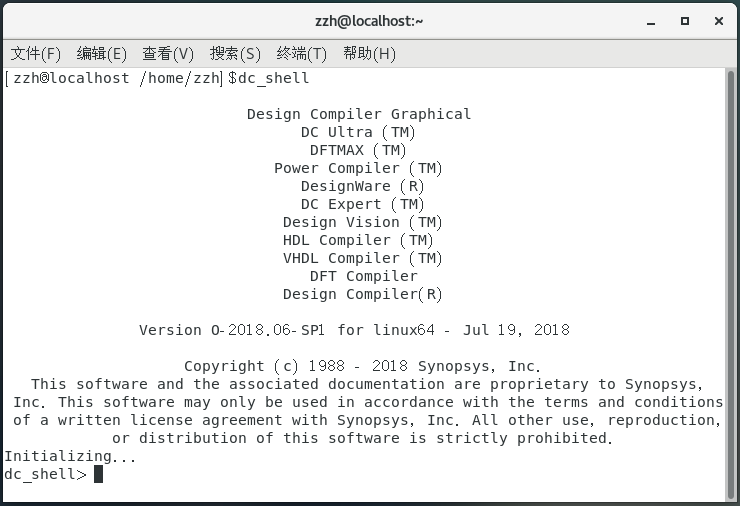 zzh@localhost:~
文件(F) 编辑(E) 查看(V) 搜索(S) 终端(T) 帮助(H)
[zzh@localhost /home/zzh]$dc_shell
Design Compiler Graphical
DC Ultra (TM)
DFTMAX (TM)
Power Compiler (TM)
DesignWare (R)
DC Expert (TM)
Design Vision (TM)
HDL Compiler (TM)
VHDL Compiler (TM)
DFT Compiler
Design Compiler(R)
Version O-2018.06-SP1 for linux64 - Jul 19, 2018
Copyright (c) 1988 - 2018 Synopsys, Inc.
This software and the associated documentation are proprietary to Synopsys,
Inc. This software may only be used in accordance with the terms and conditions
of a written license agreement with Synopsys, Inc. All other use, reproduction,
or distribution of this software is strictly prohibited.
Initializing...
dc_shell>